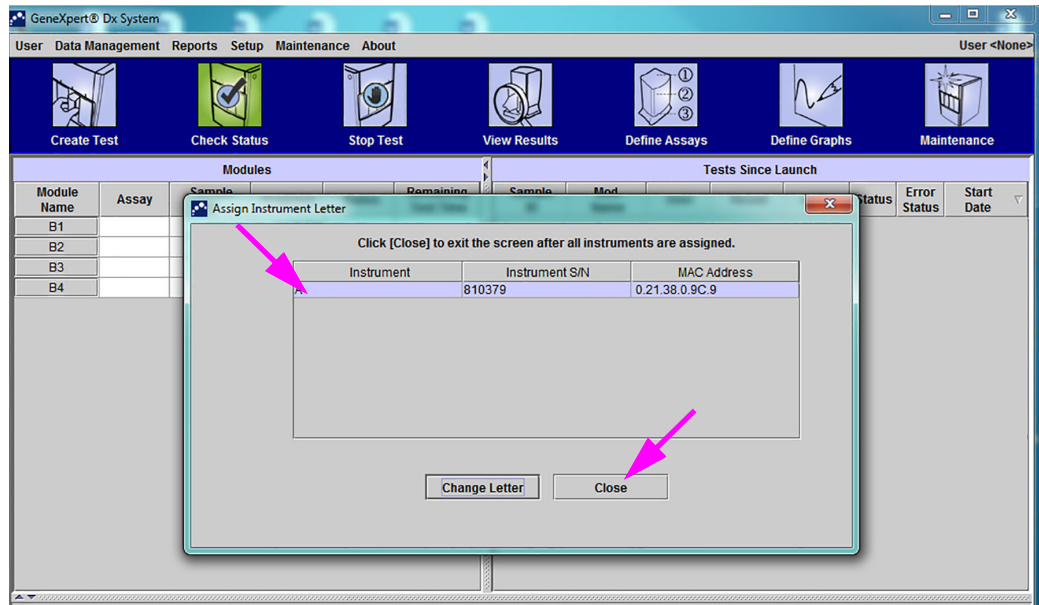 GeneXpert® Dx System
User Data Management Reports Setup Maintenance About User <None>
Create Test Check Status Stop Test View Results Define Assays Define Graphs Maintenance
Modules Tests Since Launch
Module Name Assay Sample Remaining Sample Mod Status Error Status Start Date
B1
B2
B3
B4
Assign Instrument Letter
Click [Close] to exit the screen after all instruments are assigned.
Instrument Instrument S/N MAC Address
A 810379 0.21.38.0.9C.9
Change Letter Close